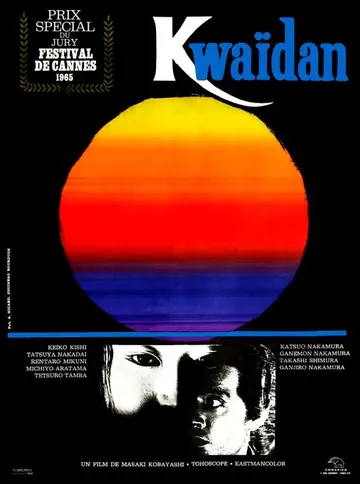 PRIX
SPECIAL
DU
JURY
FESTIVAL
DE CANNES
1965
Kwaïdan
KEIKO KISHI
TATSUYA NAKADAI
RENTARO MIKUNI
MICHIYO ARATAMA
TETSURO TAMBA
KATSUO NAKAMURA
GANEMON NAKAMURA
TAKASHI SHIMURA
GANJIRO NAKAMURA
UN FILM DE MASAKI KOBAYASHI • TOHOSCOPE • EASTMANCOLOR